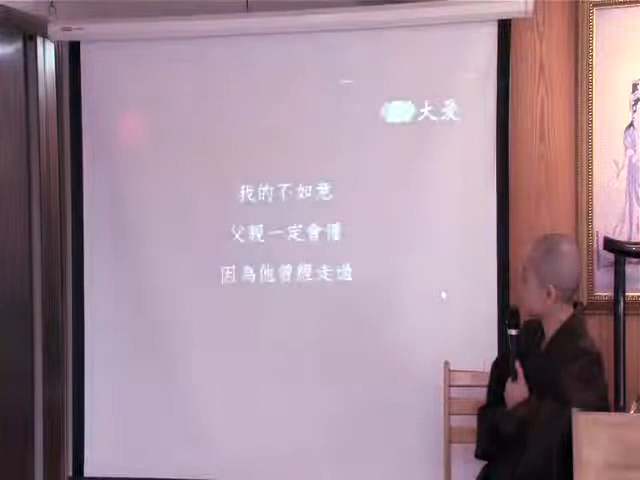 大愛
我的不如意
父親一定會懂
因為他曾經走過